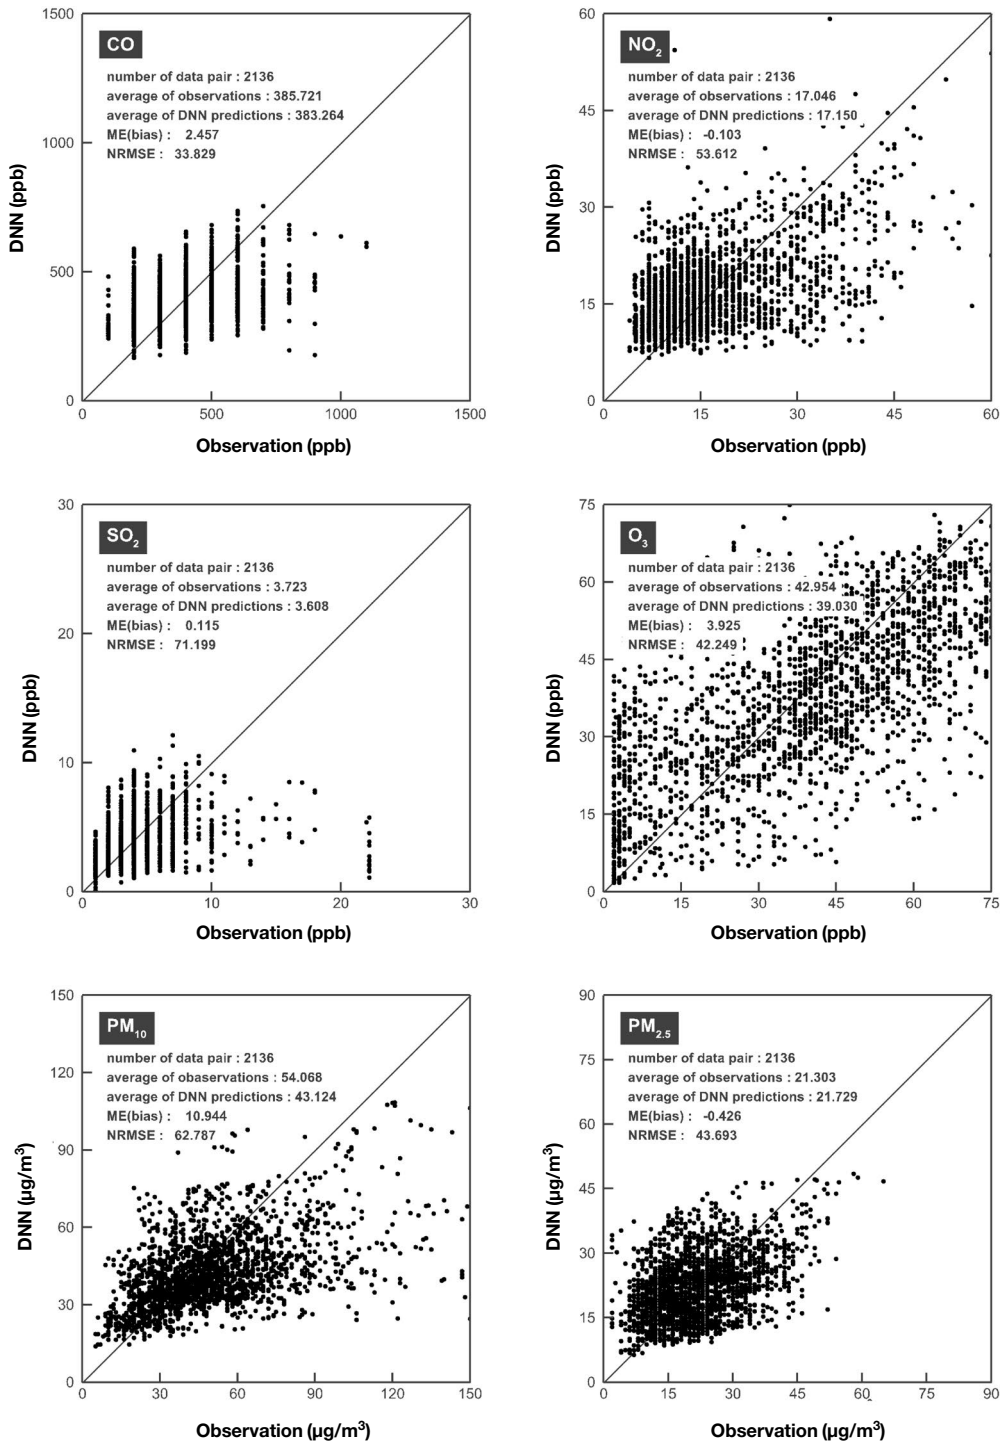 1500
CO
number of data pair : 2136
average of observations : 385.721
average of DNN predictions : 383.264
ME(bias) : 2.457
NRMSE : 33.829
1000
500
0
DNN (ppb)
0 500 1000 1500
Observation (ppb)
60
NO2
number of data pair : 2136
average of observations : 17.046
average of DNN predictions : 17.150
ME(bias) : -0.103
NRMSE : 53.612
45
30
15
0
DNN (ppb)
0 15 30 45 60
Observation (ppb)
30
SO2
number of data pair : 2136
average of observations : 3.723
average of DNN predictions : 3.608
ME(bias) : 0.115
NRMSE : 71.199
20
10
0
DNN (ppb)
0 10 20 30
Observation (ppb)
75
O3
number of data pair : 2136
average of observations : 42.954
average of DNN predictions : 39.030
ME(bias) : 3.925
NRMSE : 42.249
60
45
30
15
0
DNN (ppb)
0 15 30 45 60 75
Observation (ppb)
150
PM10
number of data pair : 2136
average of obaservations : 54.068
average of DNN predictions : 43.124
ME(bias) : 10.944
NRMSE : 62.787
120
90
60
30
0
DNN (µg/m³)
0 30 60 90 120 150
Observation (µg/m³)
90
PM2.5
number of data pair : 2136
average of observations : 21.303
average of DNN predictions : 21.729
ME(bias) : -0.426
NRMSE : 43.693
75
60
45
30
15
0
DNN (µg/m³)
0 15 30 45 60 75 90
Observation (µg/m³)